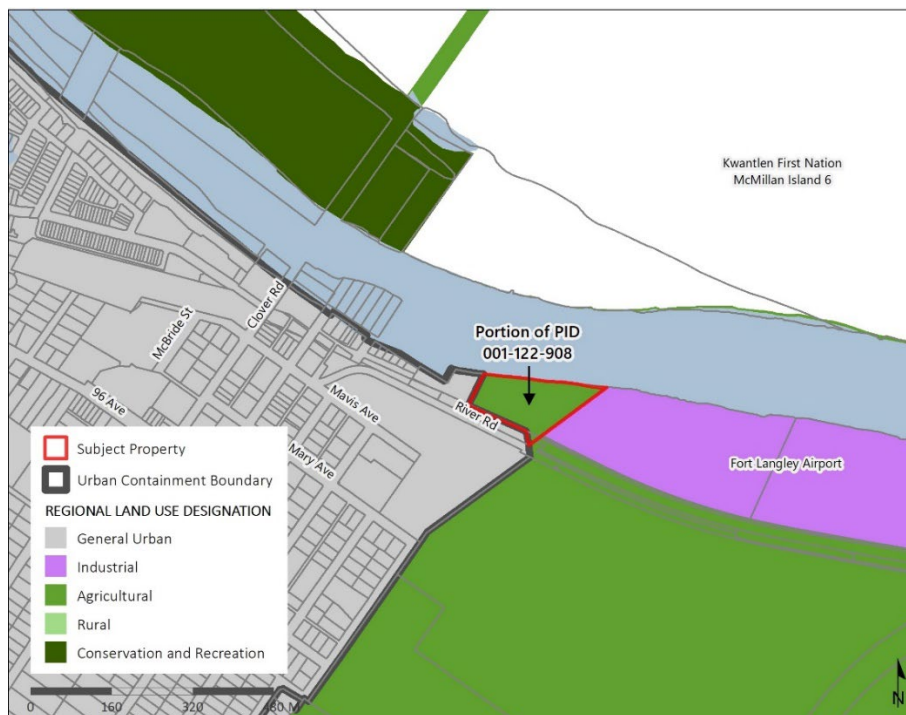 Kwantlen First Nation
McMillan Island 6
Clover Rd
McBride St
Portion of PID
001-122-908
Mavis Ave
River Rd
96 Ave
Mary Ave
Fort Langley Airport
Subject Property
Urban Containment Boundary
REGIONAL LAND USE DESIGNATION
General Urban
Industrial
Agricultural
Rural
Conservation and Recreation
0 160 320 480 M
N